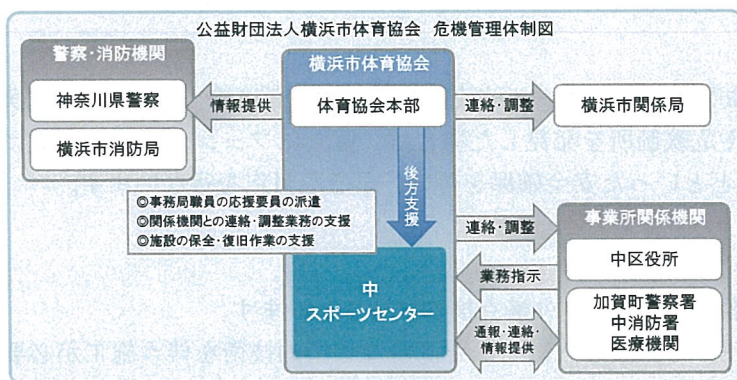 公益財団法人横浜市体育協会 危機管理体制図
警察・消防機関
神奈川県警察
横浜市消防局
情報提供
横浜市体育協会
体育協会本部
連絡・調整
横浜市関係局
後方支援
◎事務局職員の応援要員の派遣
◎関係機関との連絡・調整業務の支援
◎施設の保全・復旧作業の支援
中
スポーツセンター
連絡・調整
業務指示
通報・連絡・
情報提供
事業所関係機関
中区役所
加賀町警察署
中消防署
医療機関